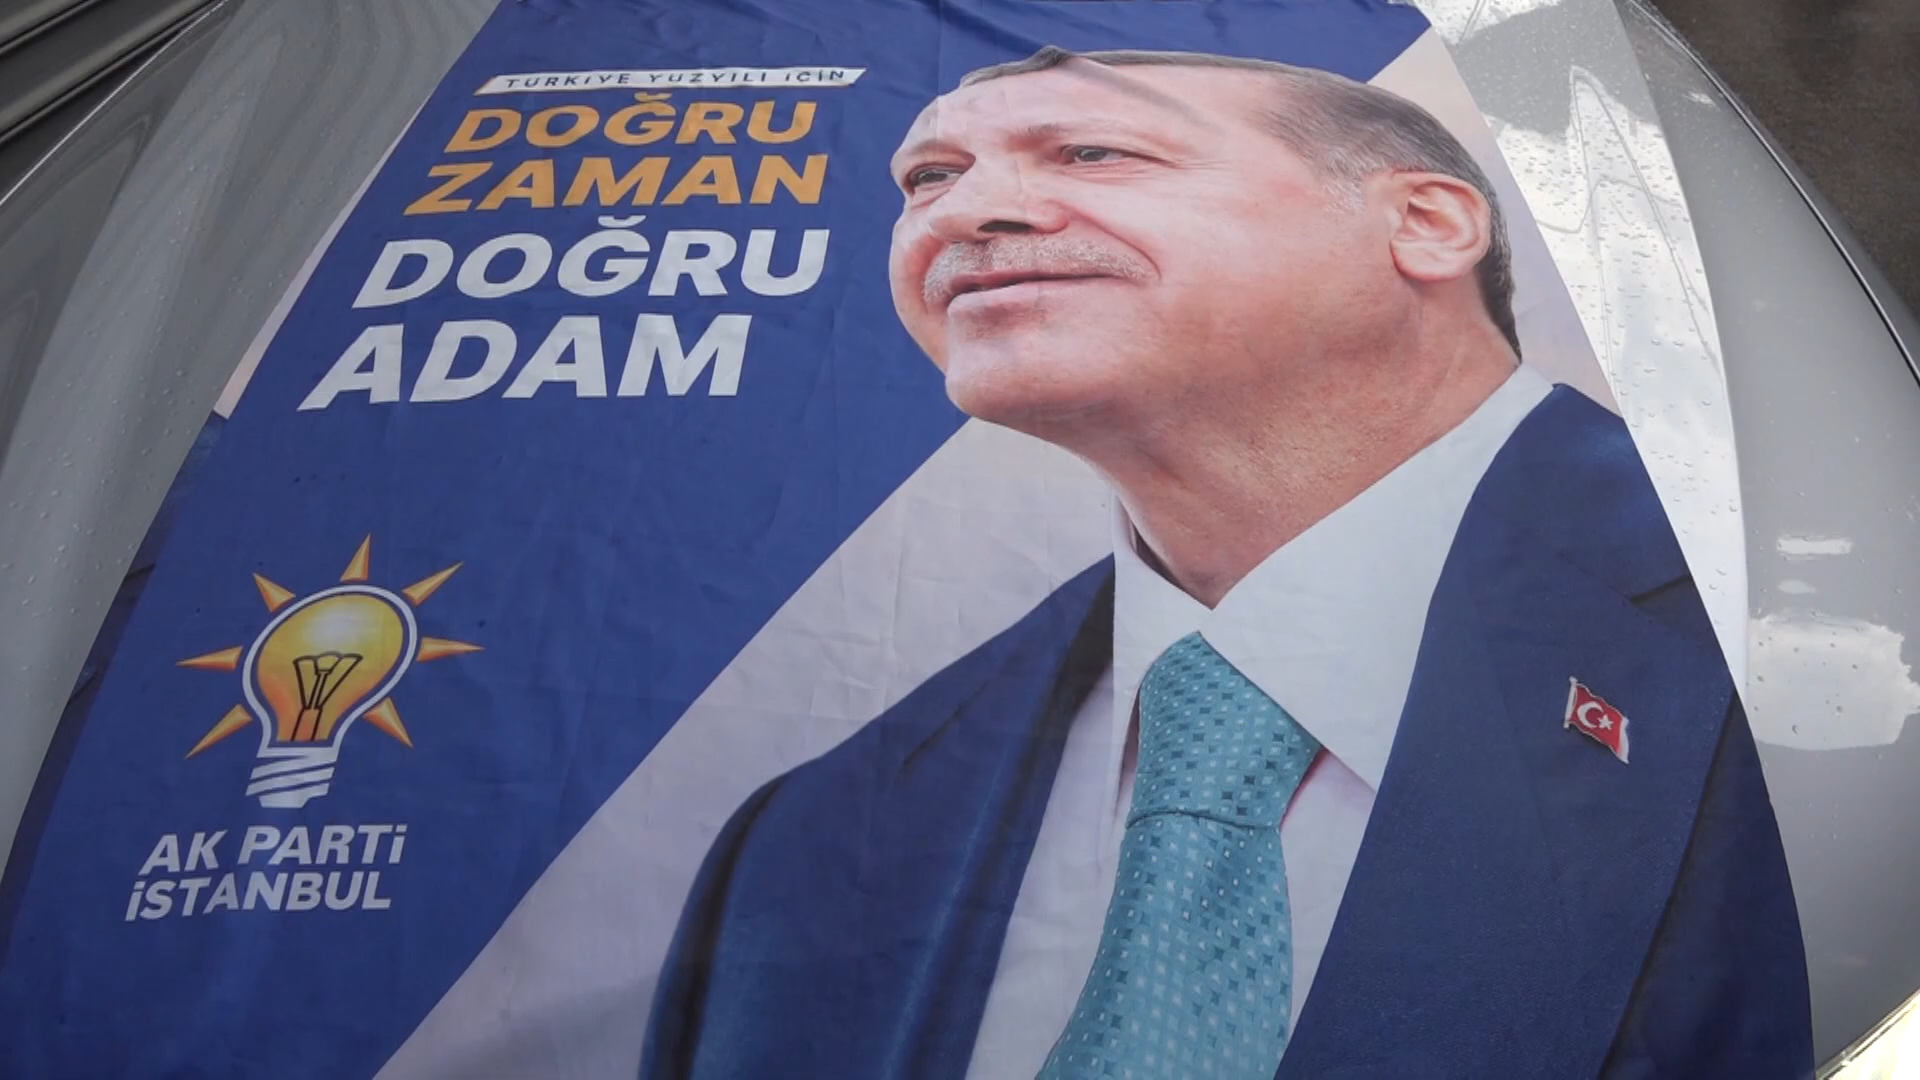 TÜRKİYE YÜZYILI İÇİN
DOĞRU
ZAMAN
DOĞRU
ADAM
AK PARTİ
İSTANBUL